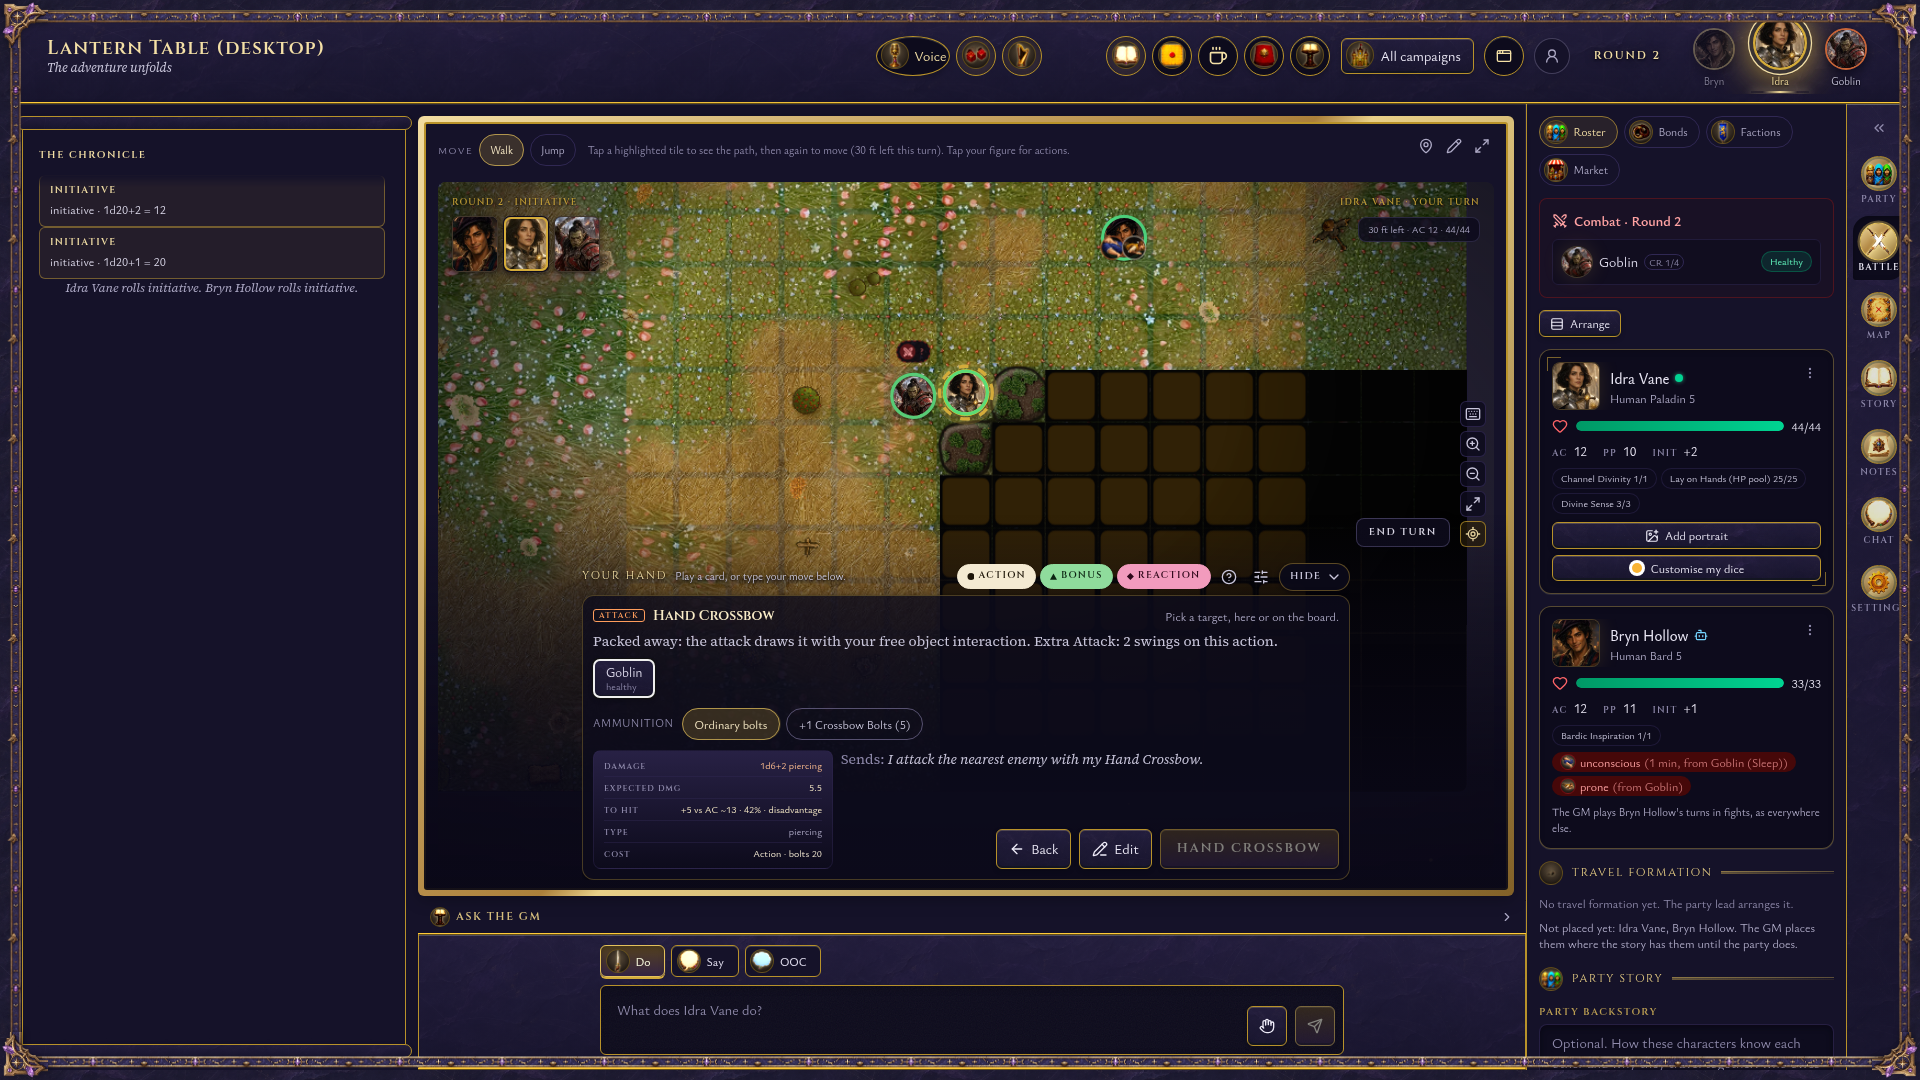 LANTERN TABLE (DESKTOP)
The adventure unfolds
Voice
All campaigns
ROUND 2
Bryn
Idra
Goblin
THE CHRONICLE
INITIATIVE
initiative · 1d20+2 = 12
INITIATIVE
initiative · 1d20+1 = 20
Idra Vane rolls initiative. Bryn Hollow rolls initiative.
MOVE
Walk
Jump
Tap a highlighted tile to see the path, then again to move (30 ft left this turn). Tap your figure for actions.
ROUND 2 · INITIATIVE
IDRA VANE · YOUR TURN
30 ft left · AC 12 · 44/44
END TURN
YOUR HAND
Play a card, or type your move below.
ACTION
BONUS
REACTION
HIDE
ATTACK
HAND CROSSBOW
Pick a target, here or on the board.
Packed away: the attack draws it with your free object interaction. Extra Attack: 2 swings on this action.
Goblin
healthy
AMMUNITION
Ordinary bolts
+1 Crossbow Bolts (5)
DAMAGE 1d6+2 piercing
EXPECTED DMG 5.5
TO HIT +5 vs AC ~13 · 42% · disadvantage
TYPE piercing
COST Action · bolts 20
Sends: I attack the nearest enemy with my Hand Crossbow.
Back
Edit
HAND CROSSBOW
ASK THE GM
Do
Say
OOC
What does Idra Vane do?
Roster
Bonds
Factions
Market
Combat · Round 2
Goblin CR 1/4 Healthy
Arrange
Idra Vane
Human Paladin 5
44/44
AC 12 PP 10 INIT +2
Channel Divinity 1/1
Lay on Hands (HP pool) 25/25
Divine Sense 3/3
Add portrait
Customise my dice
Bryn Hollow
Human Bard 5
33/33
AC 12 PP 11 INIT +1
Bardic Inspiration 1/1
unconscious (1 min, from Goblin (Sleep))
prone (from Goblin)
The GM plays Bryn Hollow's turns in fights, as everywhere
else.
TRAVEL FORMATION
No travel formation yet. The party lead arranges it.
Not placed yet: Idra Vane, Bryn Hollow. The GM places
them where the story has them until the party does.
PARTY STORY
PARTY BACKSTORY
Optional. How these characters know each
PARTY
BATTLE
MAP
STORY
NOTES
CHAT
SETTING